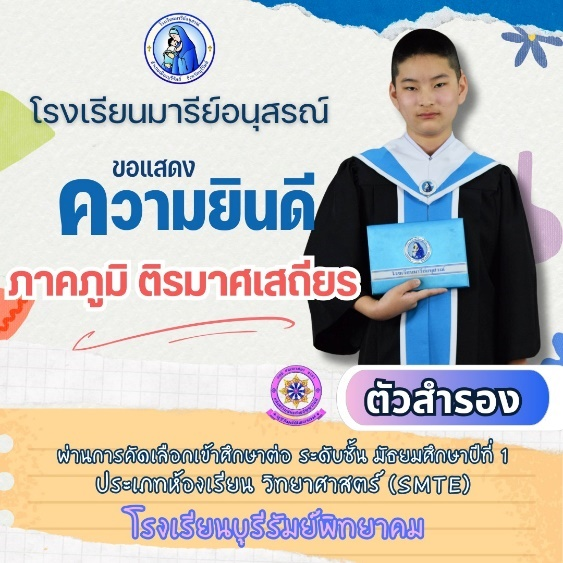 โรงเรียนมารีย์อนุสรณ์
ขอแสดง
ความยินดี
ภาคภูมิ ติรมาศเสถียร
ตัวสำรอง
ผ่านการคัดเลือกเข้าศึกษาต่อ ระดับชั้น มัธยมศึกษาปีที่ 1
ประเภทห้องเรียน วิทยาศาสตร์ (SMTE)
โรงเรียนบุรีรัมย์พิทยาคม